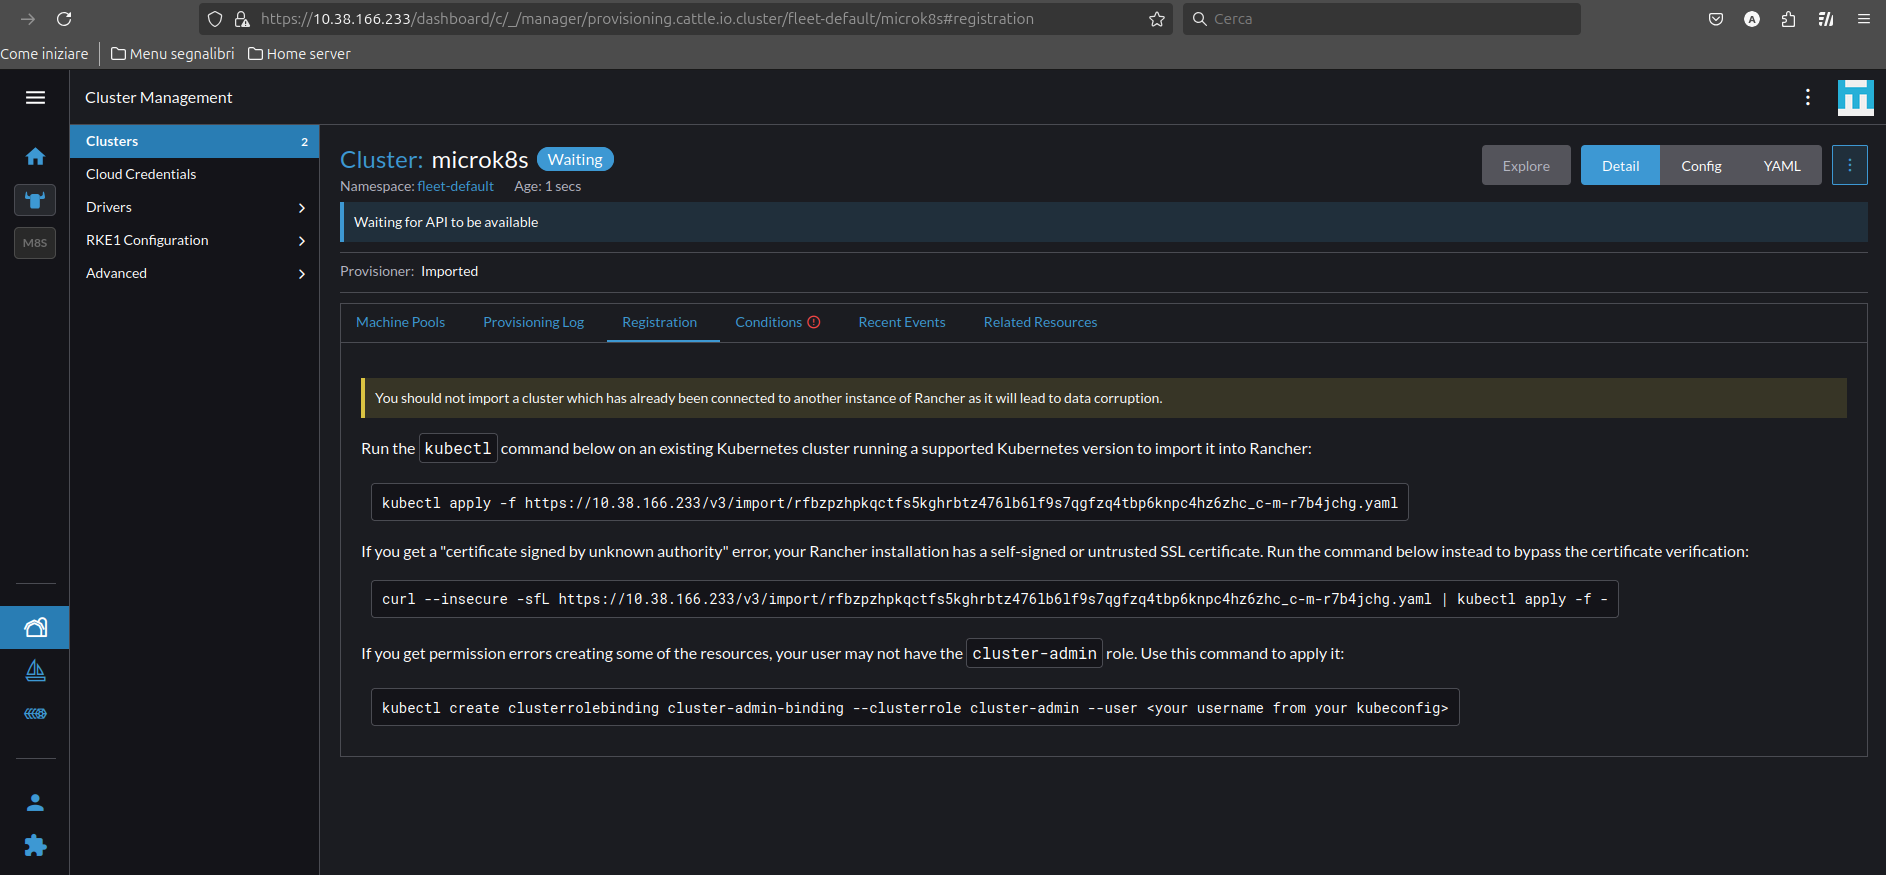 https://10.38.166.233/dashboard/c/_/manager/provisioning.cattle.io.cluster/fleet-default/microk8s#registration
Cerca
A
Come iniziare
Menu segnalibri
Home server
Cluster Management
Clusters 2
Cloud Credentials
Drivers
RKE1 Configuration
Advanced
M8S
Cluster: microk8s Waiting
Namespace: fleet-default Age: 1 secs
Explore
Detail
Config
YAML
Waiting for API to be available
Provisioner: Imported
Machine Pools
Provisioning Log
Registration
Conditions
Recent Events
Related Resources
You should not import a cluster which has already been connected to another instance of Rancher as it will lead to data corruption.
Run the kubectl command below on an existing Kubernetes cluster running a supported Kubernetes version to import it into Rancher:
kubectl apply -f https://10.38.166.233/v3/import/rfbzpzhpkqctfs5kghrbtz476lb6lf9s7qgfzq4tbp6knpc4hz6zhc_c-m-r7b4jchg.yaml
If you get a "certificate signed by unknown authority" error, your Rancher installation has a self-signed or untrusted SSL certificate. Run the command below instead to bypass the certificate verification:
curl --insecure -sfL https://10.38.166.233/v3/import/rfbzpzhpkqctfs5kghrbtz476lb6lf9s7qgfzq4tbp6knpc4hz6zhc_c-m-r7b4jchg.yaml | kubectl apply -f -
If you get permission errors creating some of the resources, your user may not have the cluster-admin role. Use this command to apply it:
kubectl create clusterrolebinding cluster-admin-binding --clusterrole cluster-admin --user <your username from your kubeconfig>